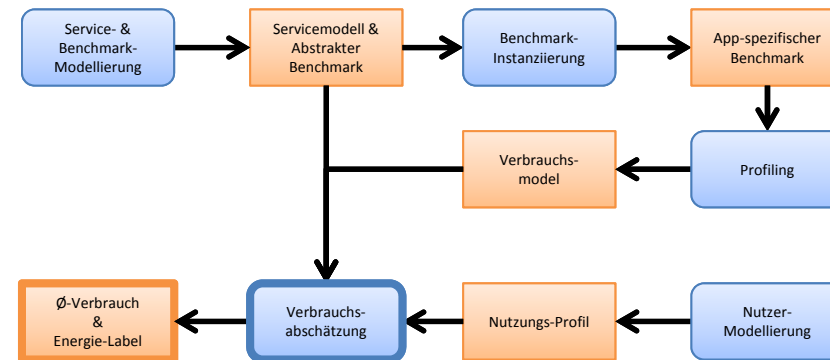 Service- &
Benchmark-
Modellierung
Servicemodell &
Abstrakter
Benchmark
Benchmark-
Instanziierung
App-spezifischer
Benchmark
Verbrauchs-
model
Profiling
Ø-Verbrauch
&
Energie-Label
Verbrauchs-
abschätzung
Nutzungs-Profil
Nutzer-
Modellierung